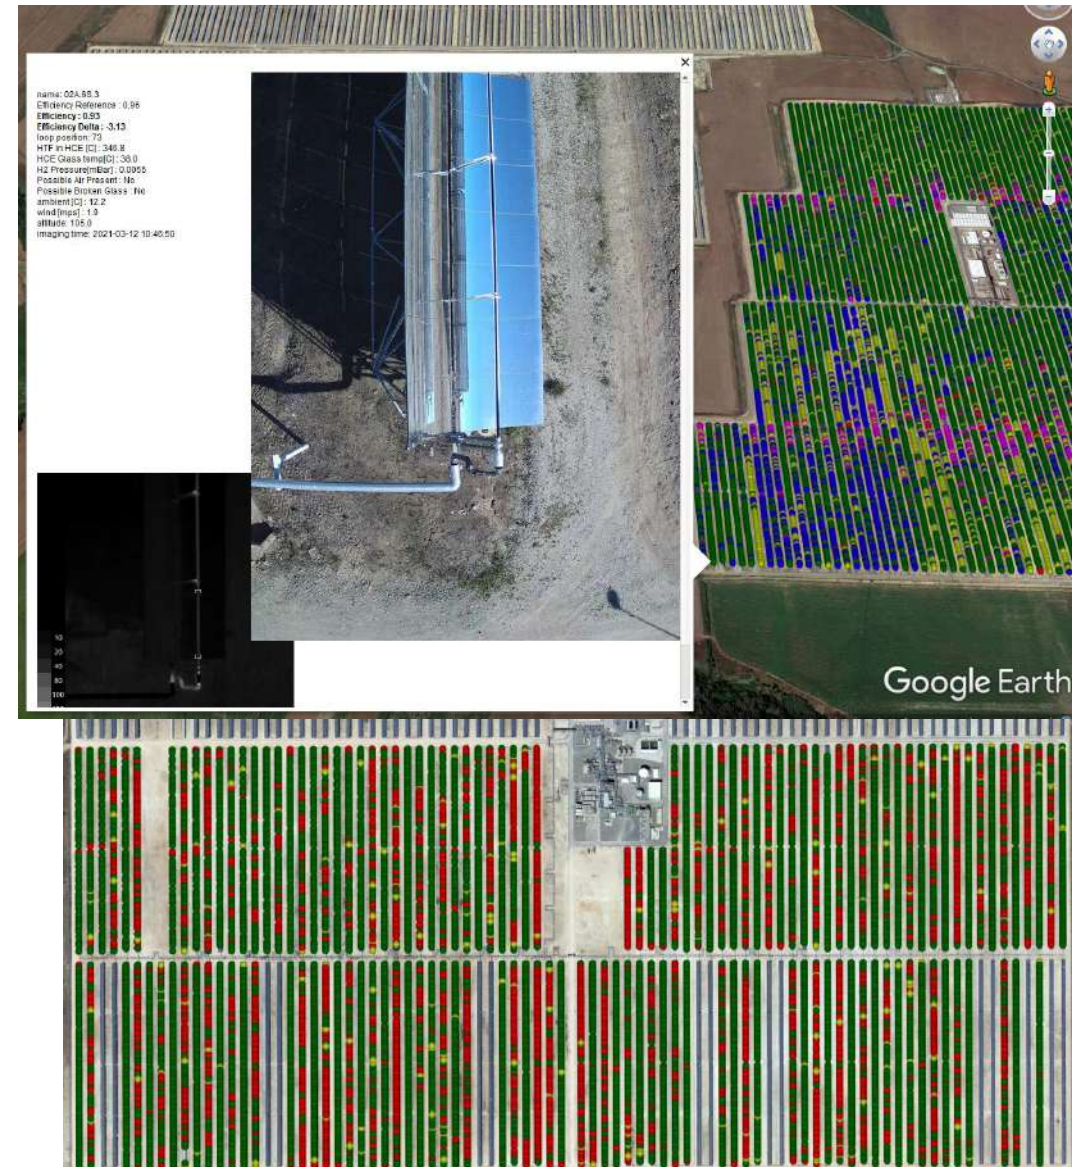 name: 02A.6S.3
Efficiency Reference : 0.96
Efficiency : 0.93
Efficiency Delta : -3.13
loop position: 73
HTF in HCE [C] : 346.8
HCE Glass temp[C] : 38.0
H2 Pressure[mBar] : 0.0055
Possible Air Present : No
Possible Broken Glass : No
ambient [C] : 12.2
wind [mps] : 1.9
altitude: 105.0
imaging time: 2021-03-12 10:46:50
20
40
60
80
100
Google Earth